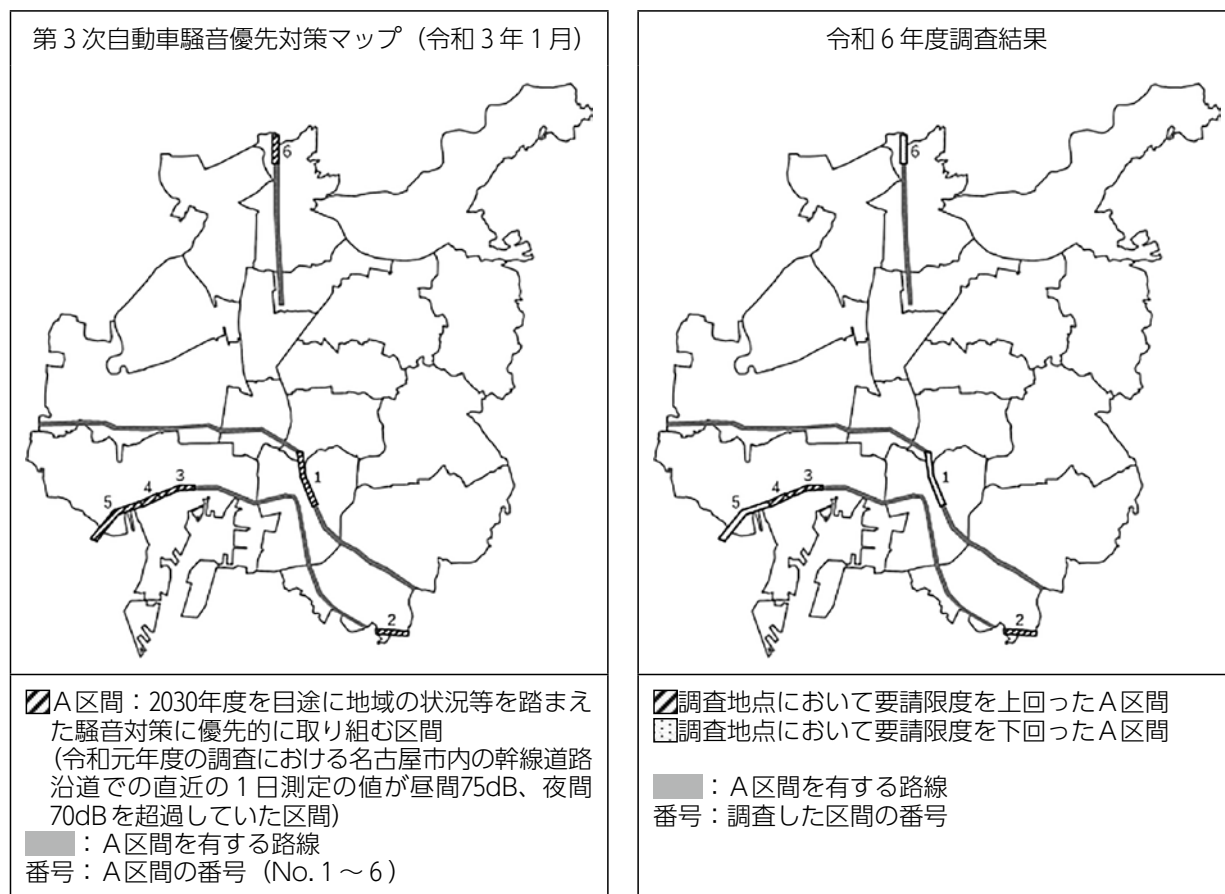 第3次自動車騒音優先対策マップ（令和3年1月）
6
1
3
4
5
2
A区間：2030年度を目途に地域の状況等を踏まえ
た騒音対策に優先的に取り組む区間
（令和元年度の調査における名古屋市内の幹線道路
沿道での直近の1日測定の値が昼間75dB、夜間
70dBを超過していた区間）
：A区間を有する路線
番号：A区間の番号（No.1～6）
令和6年度調査結果
6
1
3
4
5
2
調査地点において要請限度を上回ったA区間
調査地点において要請限度を下回ったA区間
：A区間を有する路線
番号：調査した区間の番号